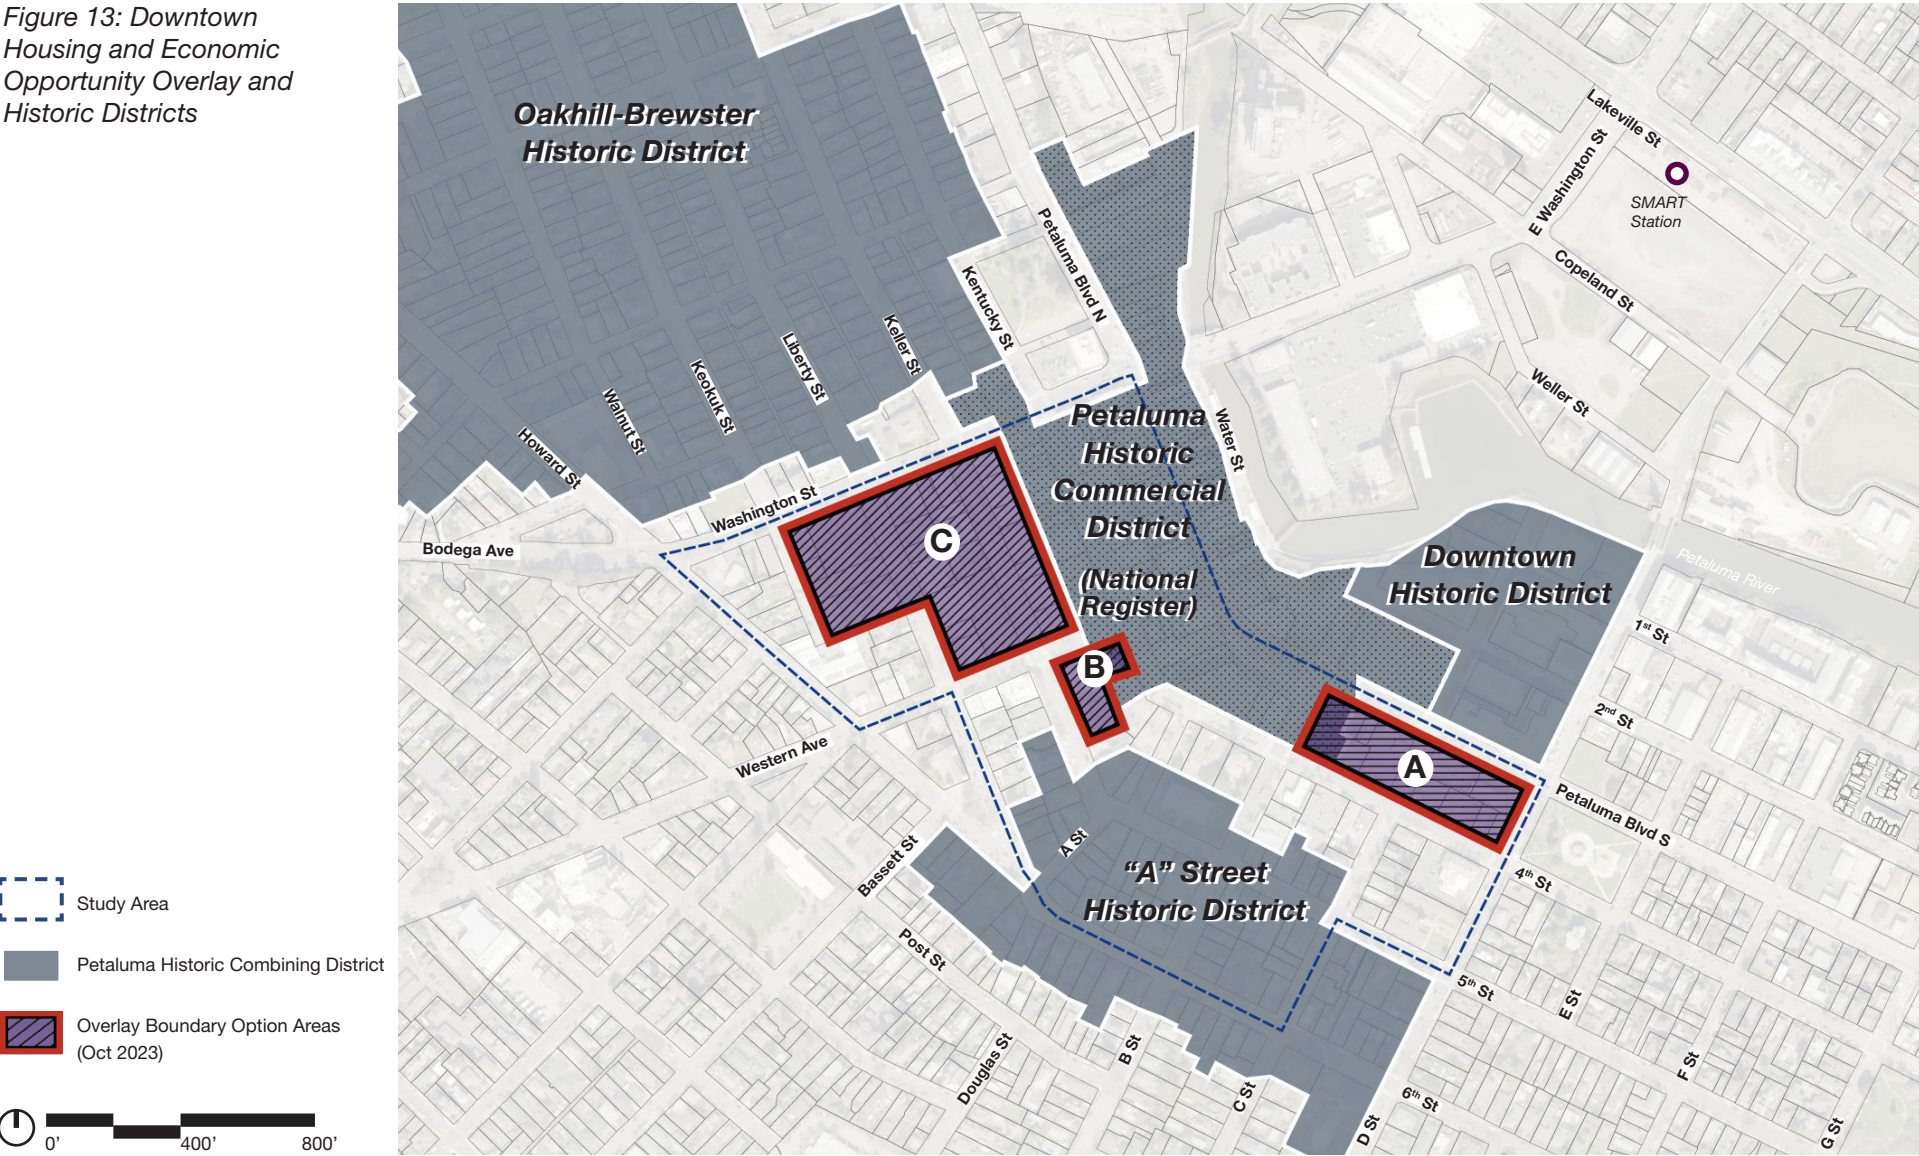 Figure 13: Downtown
Housing and Economic
Opportunity Overlay and
Historic Districts
Oakhill-Brewster
Historic District
Lakeville St
E Washington St
SMART
Station
Copeland St
Petaluma Blvd N
Kentucky St
Keller St
Liberty St
Keokuk St
Walnut St
Howard St
Weller St
Water St
Petaluma
Historic
Commercial
District
(National
Register)
Washington St
Bodega Ave
C
Downtown
Historic District
Petaluma River
1st St
B
2nd St
Western Ave
A
Petaluma Blvd S
A St
Bassett St
"A" Street
Historic District
4th St
Post St
5th St
E St
Douglas St
B St
C St
F St
6th St
D St
G St
Study Area
Petaluma Historic Combining District
Overlay Boundary Option Areas
(Oct 2023)
0' 400' 800'